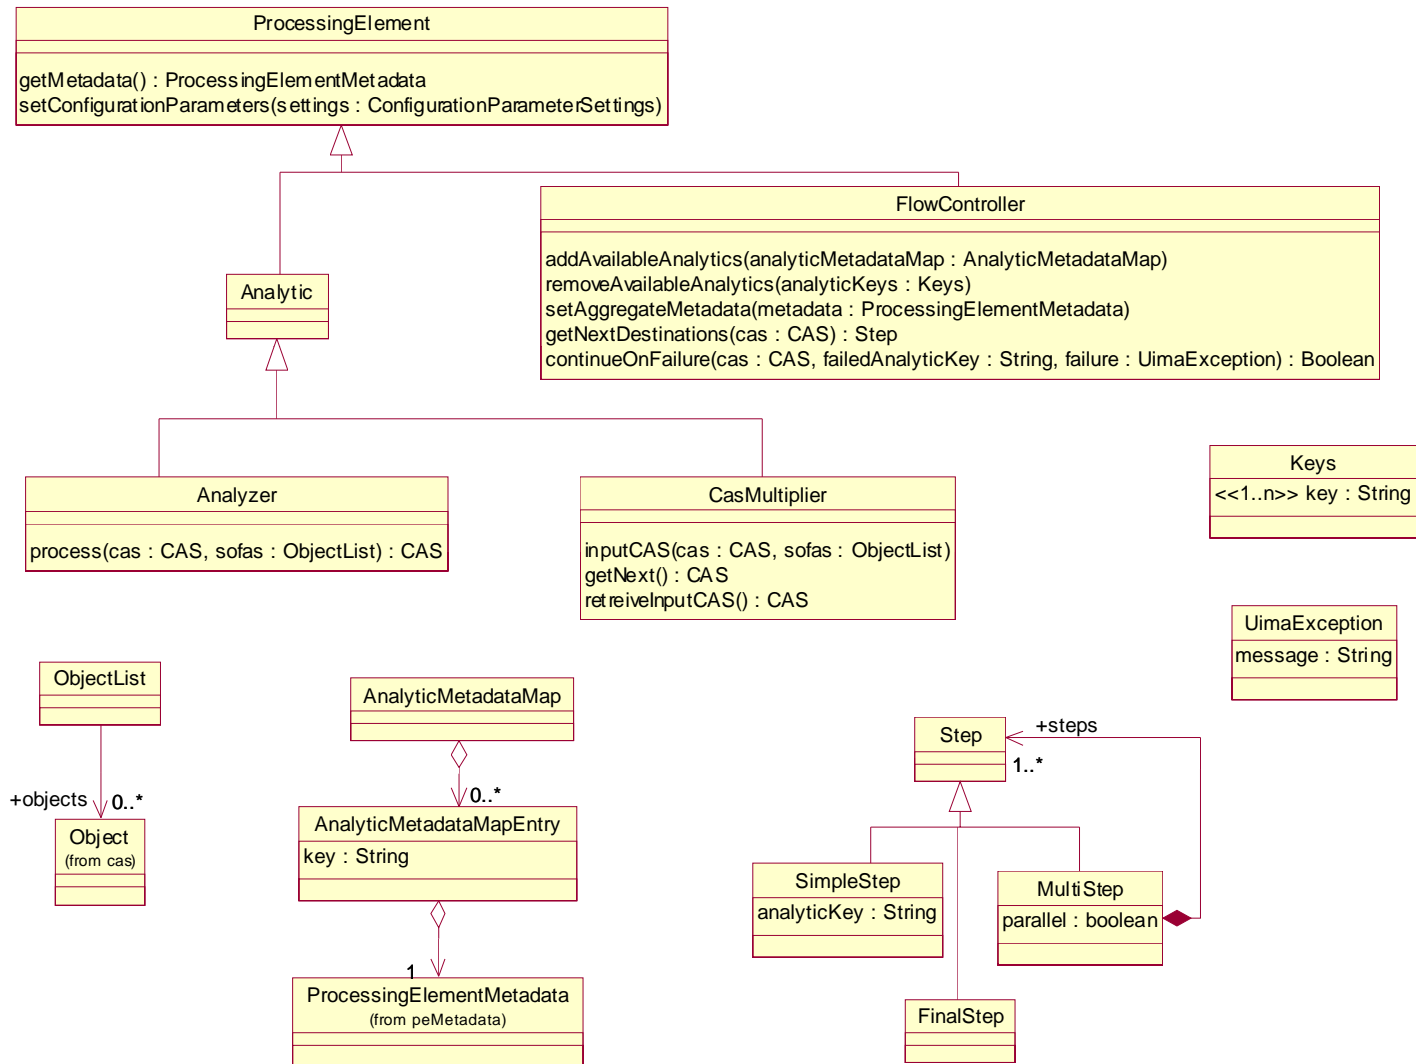 ProcessingElement
getMetadata() : ProcessingElementMetadata
setConfigurationParameters(settings : ConfigurationParameterSettings)
FlowController
addAvailableAnalytics(analyticMetadataMap : AnalyticMetadataMap)
removeAvailableAnalytics(analyticKeys : Keys)
setAggregateMetadata(metadata : ProcessingElementMetadata)
getNextDestinations(cas : CAS) : Step
continueOnFailure(cas : CAS, failedAnalyticKey : String, failure : UimaException) : Boolean
Analytic
Analyzer
process(cas : CAS, sofas : ObjectList) : CAS
CasMultiplier
inputCAS(cas : CAS, sofas : ObjectList)
getNext() : CAS
retreiveInputCAS() : CAS
Keys
<<1..n>> key : String
UimaException
message : String
ObjectList
+objects
0..*
Object
(from cas)
AnalyticMetadataMap
0..*
AnalyticMetadataMapEntry
key : String
1
ProcessingElementMetadata
(from peMetadata)
Step
+steps
1..*
SimpleStep
analyticKey : String
MultiStep
parallel : boolean
FinalStep